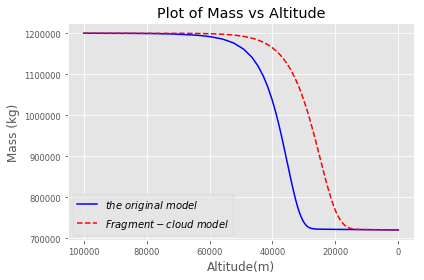 Plot of Mass vs Altitude
1200000
1100000
1000000
900000
800000
700000
Mass (kg)
the original model
Fragment − cloud model
100000 80000 60000 40000 20000 0
Altitude(m)